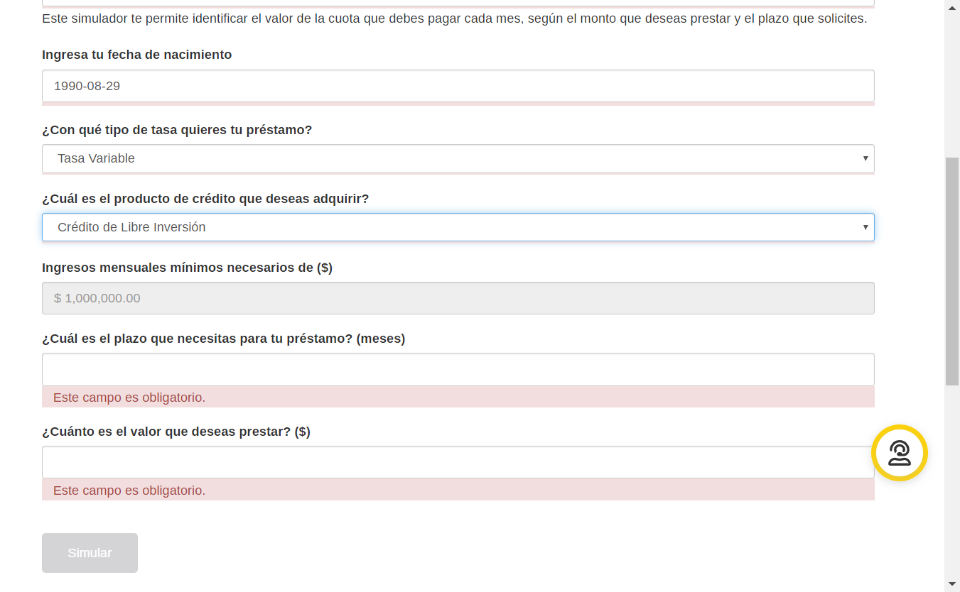 Este simulador te permite identificar el valor de la cuota que debes pagar cada mes, según el monto que deseas prestar y el plazo que solicites.
Ingresa tu fecha de nacimiento
1990-08-29
¿Con qué tipo de tasa quieres tu préstamo?
Tasa Variable
¿Cuál es el producto de crédito que deseas adquirir?
Crédito de Libre Inversión
Ingresos mensuales mínimos necesarios de ($)
$ 1,000,000.00
¿Cuál es el plazo que necesitas para tu préstamo? (meses)
Este campo es obligatorio.
¿Cuánto es el valor que deseas prestar? ($)
Este campo es obligatorio.
Simular